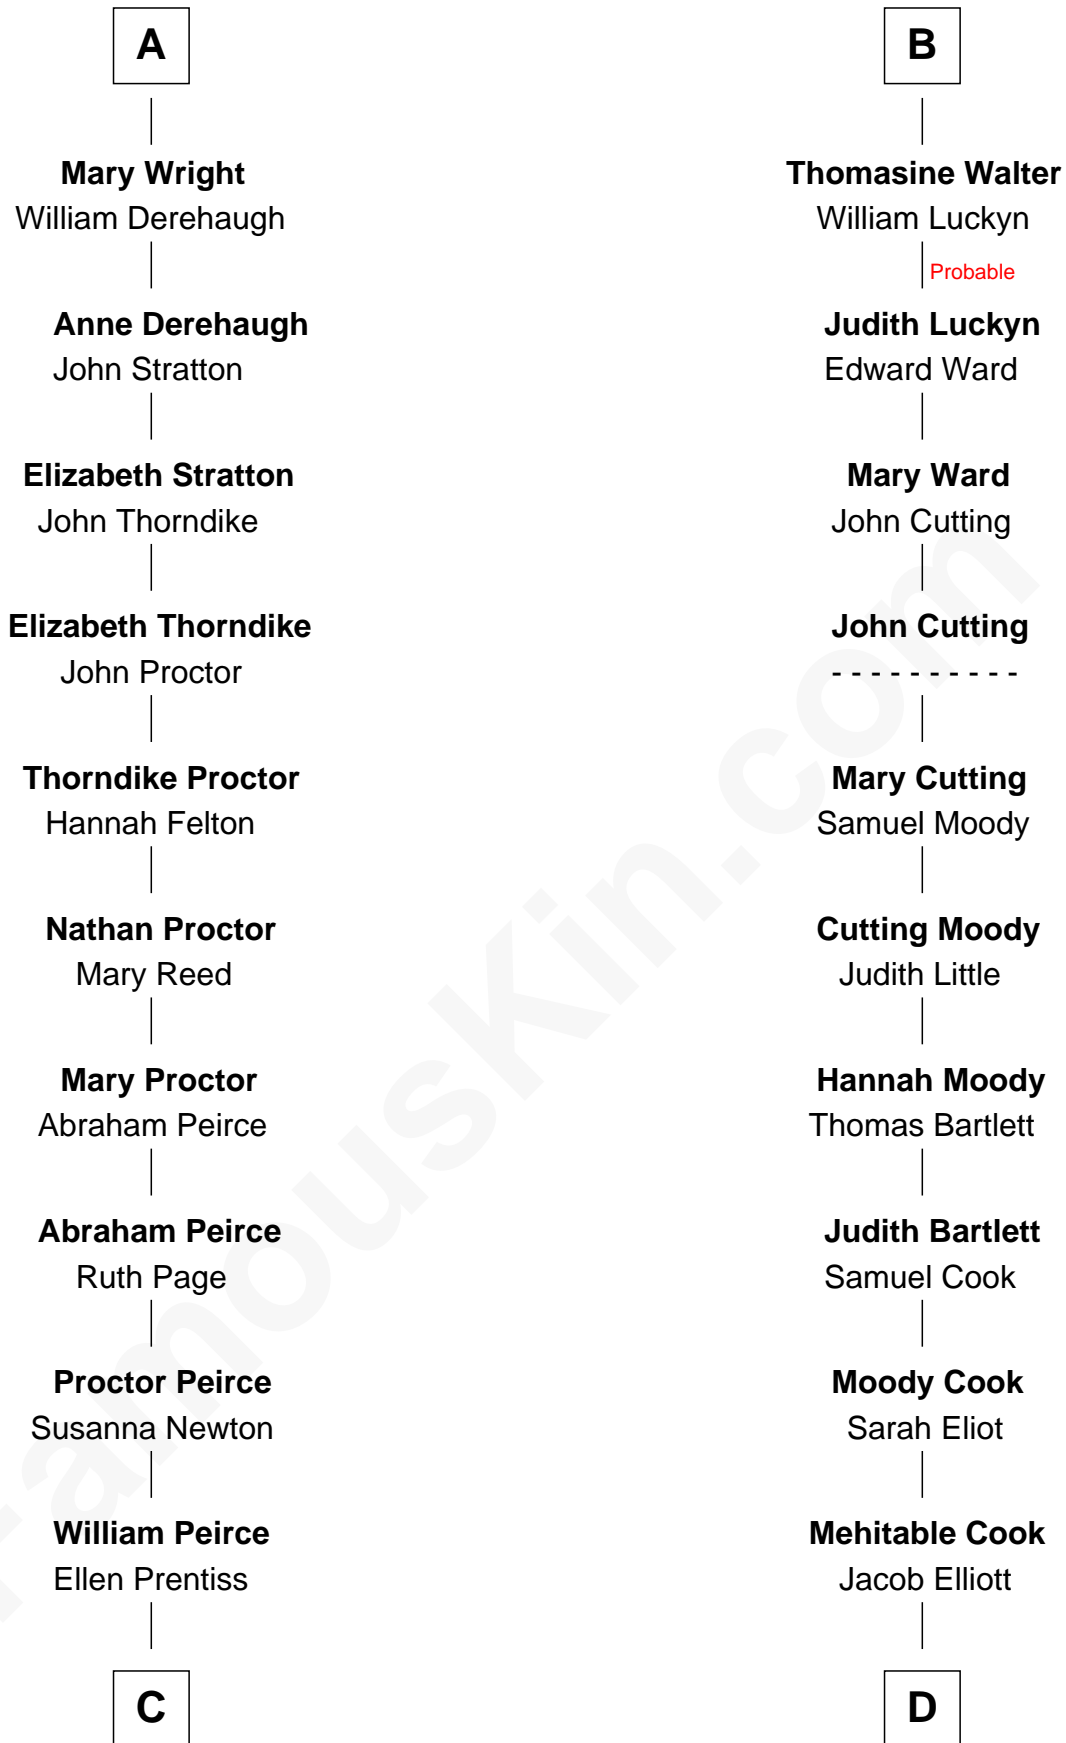 A
Mary Wright
William Derehaugh
Anne Derehaugh
John Stratton
Elizabeth Stratton
John Thorndike
Elizabeth Thorndike
John Proctor
Thorndike Proctor
Hannah Felton
Nathan Proctor
Mary Reed
Mary Proctor
Abraham Peirce
Abraham Peirce
Ruth Page
Proctor Peirce
Susanna Newton
William Peirce
Ellen Prentiss
C
B
Thomasine Walter
William Luckyn
Probable
Judith Luckyn
Edward Ward
Mary Ward
John Cutting
John Cutting
- - - - - - - - - -
Mary Cutting
Samuel Moody
Cutting Moody
Judith Little
Hannah Moody
Thomas Bartlett
Judith Bartlett
Samuel Cook
Moody Cook
Sarah Eliot
Mehitable Cook
Jacob Elliott
D
FamousKin.com